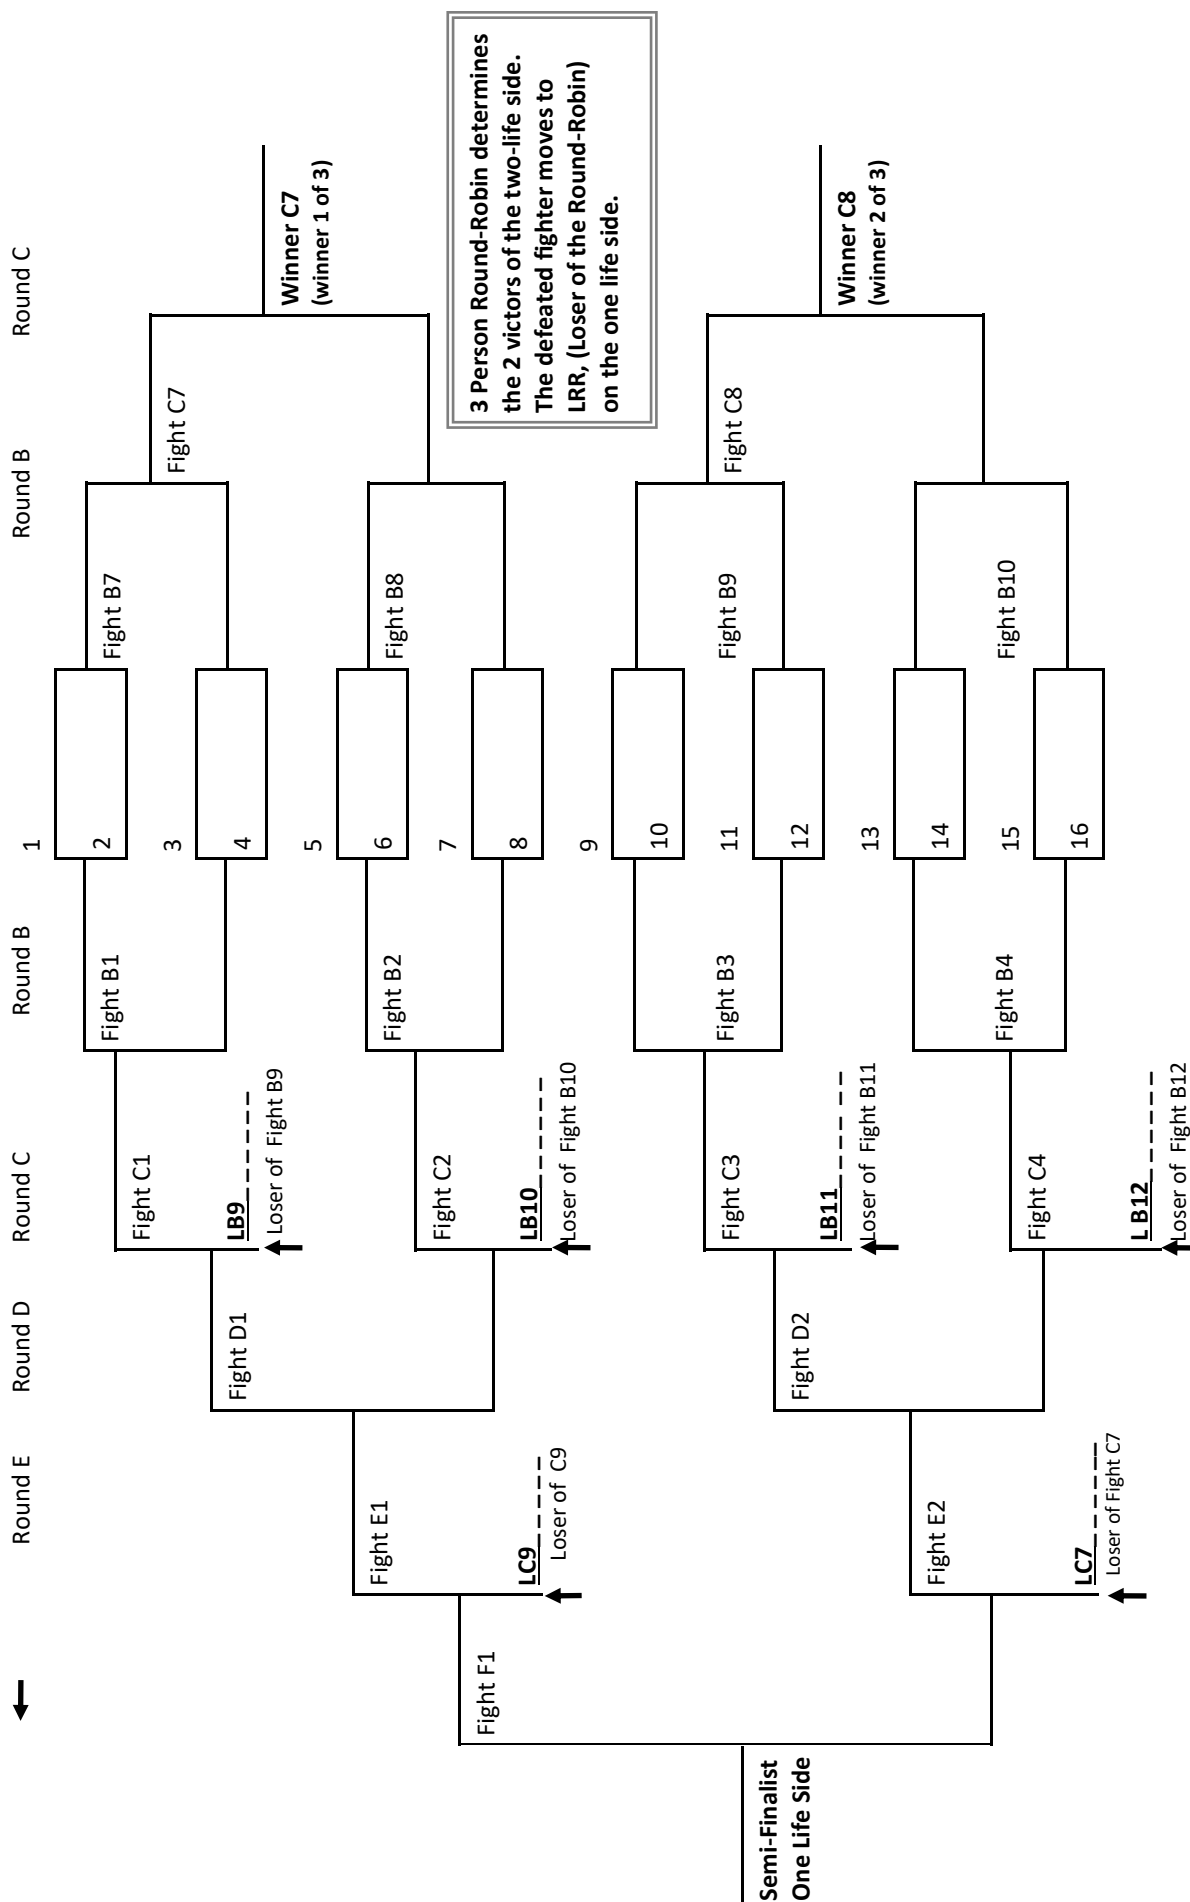 Round E
Round D
Round C
Round B
Round B
Round C
1
Fight B1
2
Fight B7
Fight C1
3
Fight C7
Fight D1
LB9
4
Loser of Fight B9
Winner C7
(winner 1 of 3)
5
Fight E1
Fight B2
6
Fight B8
Fight C2
7
3 Person Round-Robin determines
the 2 victors of the two-life side.
The defeated fighter moves to
LRR, (Loser of the Round-Robin)
on the one life side.
Fight F1
LC9
LB10
8
Loser of C9
Loser of Fight B10
9
10
Fight B3
Fight B9
Fight C3
11
Fight C8
Semi-Finalist
One Life Side
Fight D2
LB11
12
Loser of Fight B11
Winner C8
(winner 2 of 3)
13
Fight E2
14
Fight B4
Fight B10
Fight C4
15
LC7
16
Loser of Fight C7
L B12
Loser of Fight B12